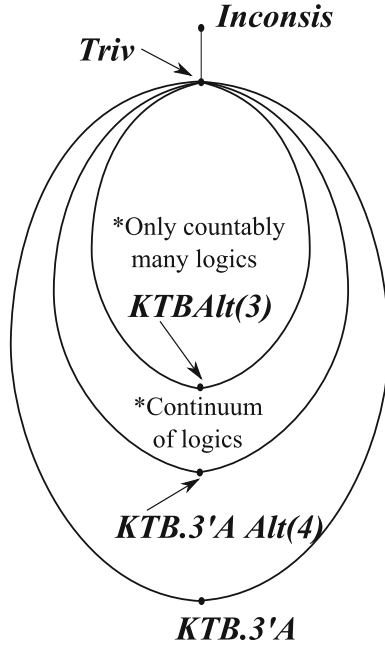 Inconsis
Triv
*Only countably
many logics
KTBAlt(3)
*Continuum
of logics
KTB.3'A Alt(4)
KTB.3'A